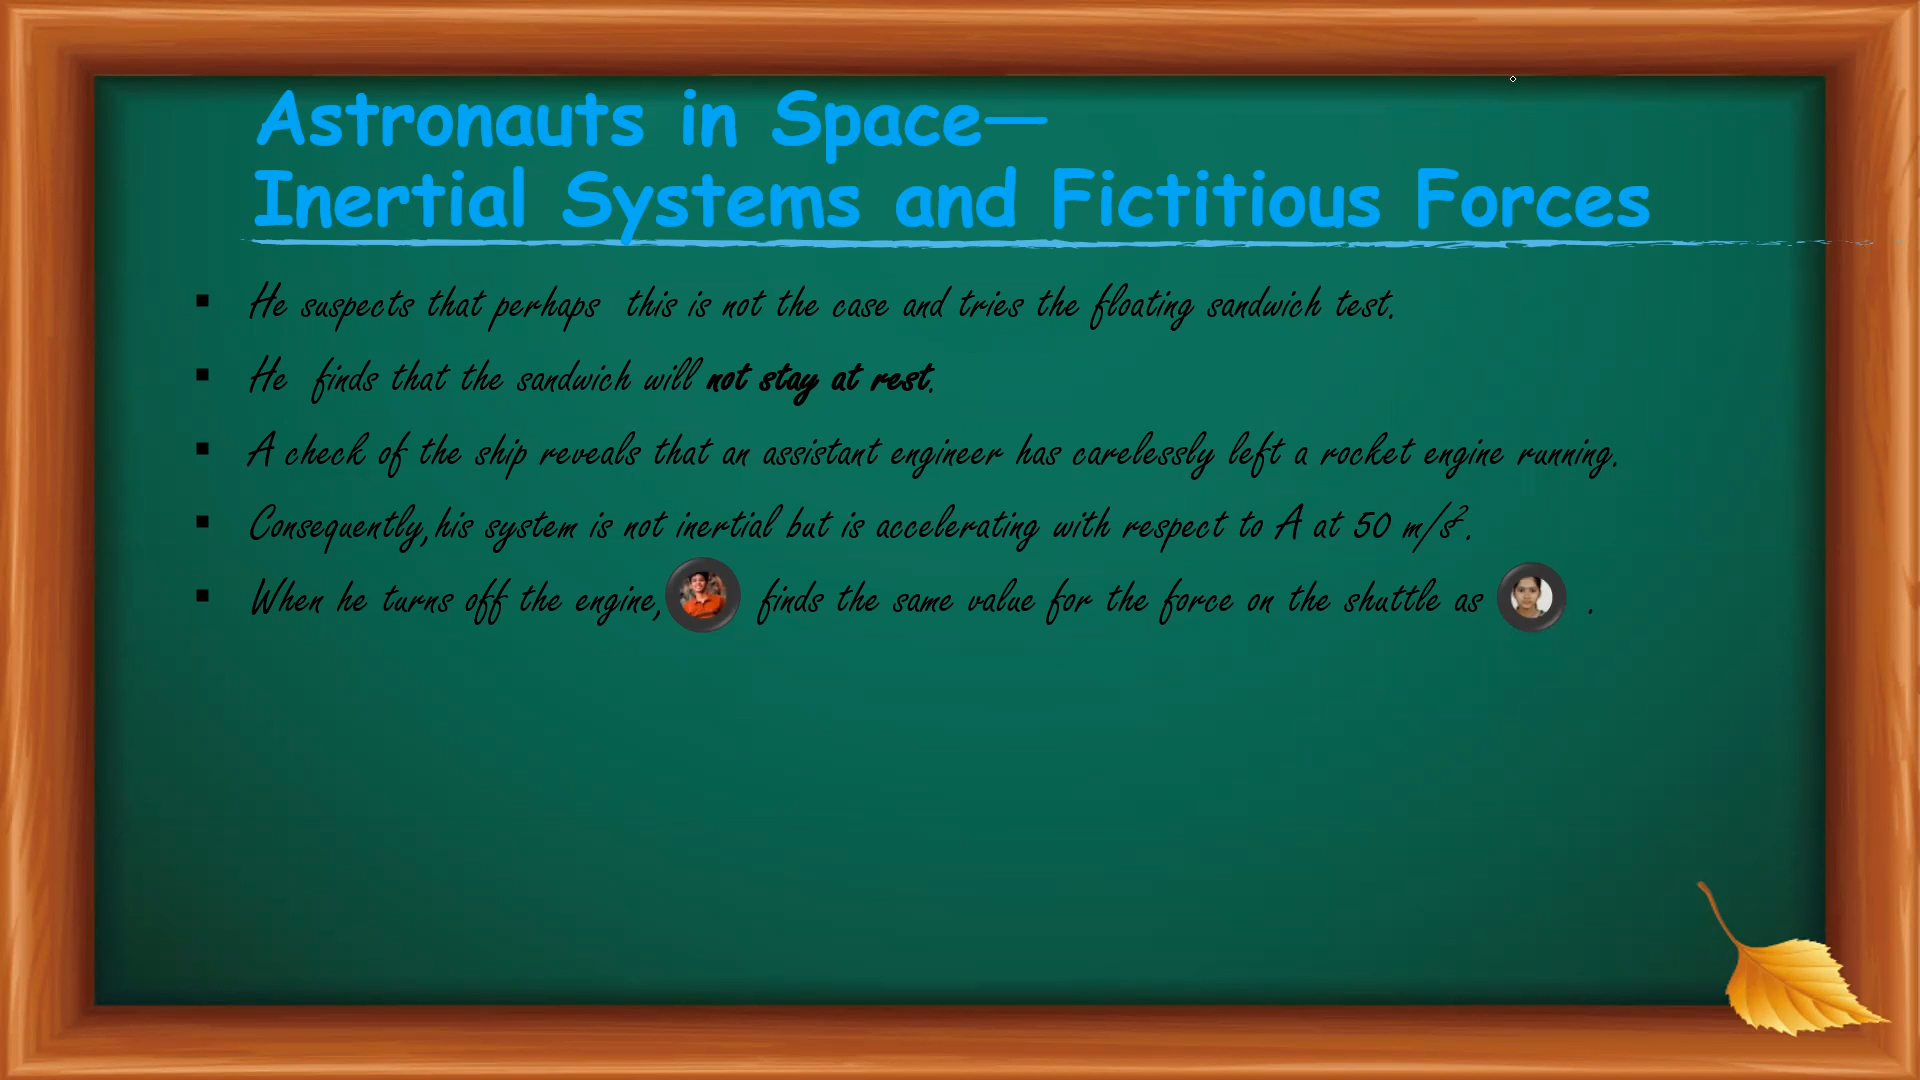 Astronauts in Space—
Inertial Systems and Fictitious Forces
▪ He suspects that perhaps this is not the case and tries the floating sandwich test.
▪ He finds that the sandwich will not stay at rest.
▪ A check of the ship reveals that an assistant engineer has carelessly left a rocket engine running.
▪ Consequently,his system is not inertial but is accelerating with respect to A at 50 m/s².
▪ When he turns off the engine, finds the same value for the force on the shuttle as .